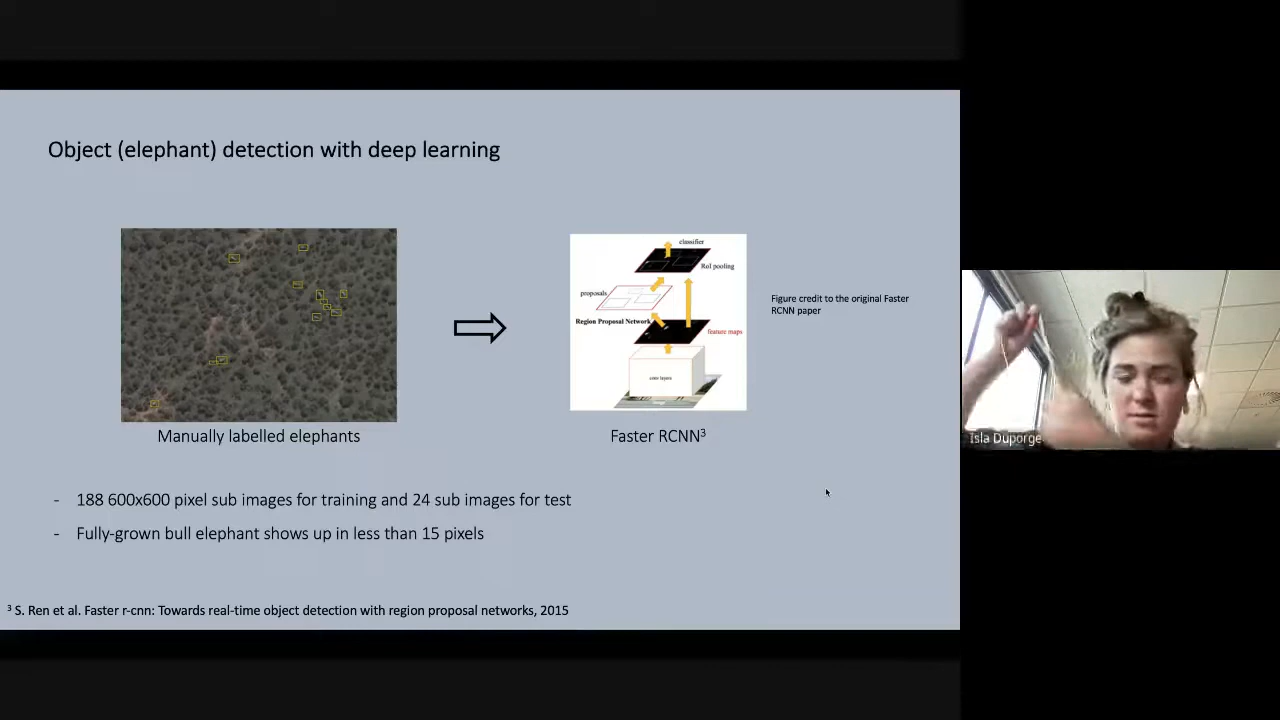 Object (elephant) detection with deep learning
classifier
RoI pooling
proposals
Region Proposal Network
feature maps
conv layers
Figure credit to the original Faster
RCNN paper
Manually labelled elephants
Faster RCNN³
Isla Duporge
- 188 600x600 pixel sub images for training and 24 sub images for test
- Fully-grown bull elephant shows up in less than 15 pixels
³ S. Ren et al. Faster r-cnn: Towards real-time object detection with region proposal networks, 2015